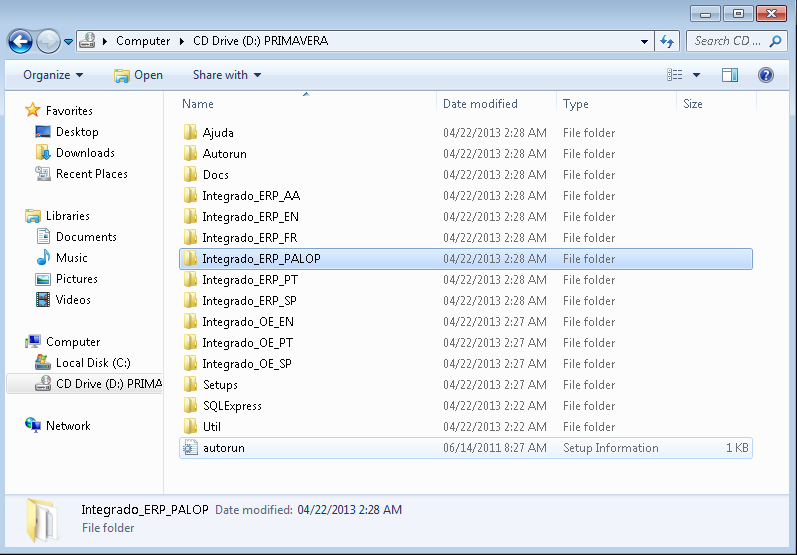 Computer CD Drive (D:) PRIMAVERA Search CD ...
Organize Open Share with
Name Date modified Type Size
Favorites
Desktop
Downloads
Recent Places
Libraries
Documents
Music
Pictures
Videos
Computer
Local Disk (C:)
CD Drive (D:) PRIMA
Network
Ajuda 04/22/2013 2:28 AM File folder
Autorun 04/22/2013 2:28 AM File folder
Docs 04/22/2013 2:28 AM File folder
Integrado_ERP_AA 04/22/2013 2:28 AM File folder
Integrado_ERP_EN 04/22/2013 2:28 AM File folder
Integrado_ERP_FR 04/22/2013 2:28 AM File folder
Integrado_ERP_PALOP 04/22/2013 2:28 AM File folder
Integrado_ERP_PT 04/22/2013 2:28 AM File folder
Integrado_ERP_SP 04/22/2013 2:28 AM File folder
Integrado_OE_EN 04/22/2013 2:27 AM File folder
Integrado_OE_PT 04/22/2013 2:27 AM File folder
Integrado_OE_SP 04/22/2013 2:27 AM File folder
Setups 04/22/2013 2:27 AM File folder
SQLExpress 04/22/2013 2:22 AM File folder
Util 04/22/2013 2:22 AM File folder
autorun 06/14/2011 8:27 AM Setup Information 1 KB
Integrado_ERP_PALOP Date modified: 04/22/2013 2:28 AM
File folder